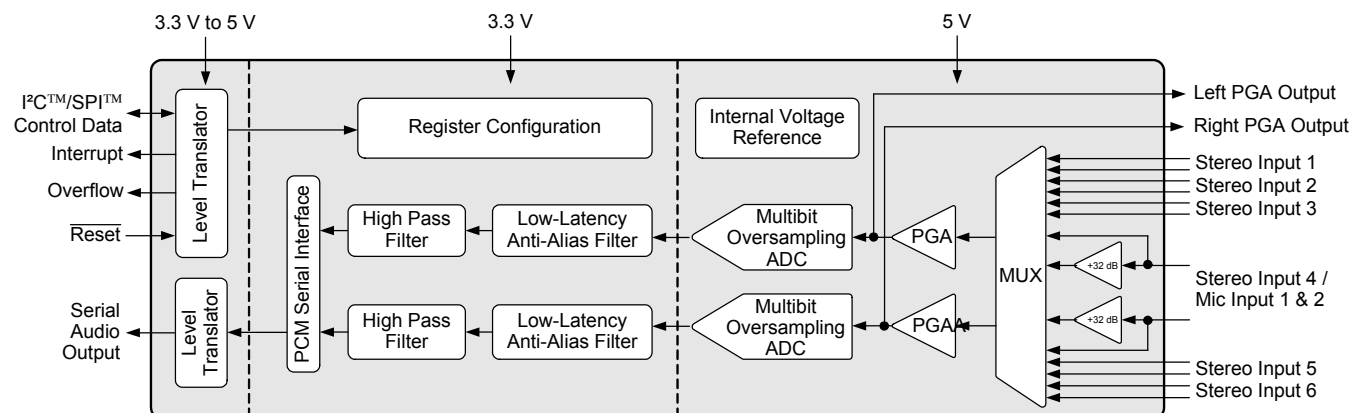 3.3 V to 5 V
3.3 V
5 V
I²C™/SPI™
Control Data
Interrupt
Overflow
Reset
Serial
Audio
Output
Level Translator
Level
Translator
Register Configuration
PCM Serial Interface
High Pass
Filter
Low-Latency
Anti-Alias Filter
High Pass
Filter
Low-Latency
Anti-Alias Filter
Internal Voltage
Reference
Multibit
Oversampling
ADC
Multibit
Oversampling
ADC
PGA
PGAA
MUX
+32 dB
+32 dB
Left PGA Output
Right PGA Output
Stereo Input 1
Stereo Input 2
Stereo Input 3
Stereo Input 4 /
Mic Input 1 & 2
Stereo Input 5
Stereo Input 6